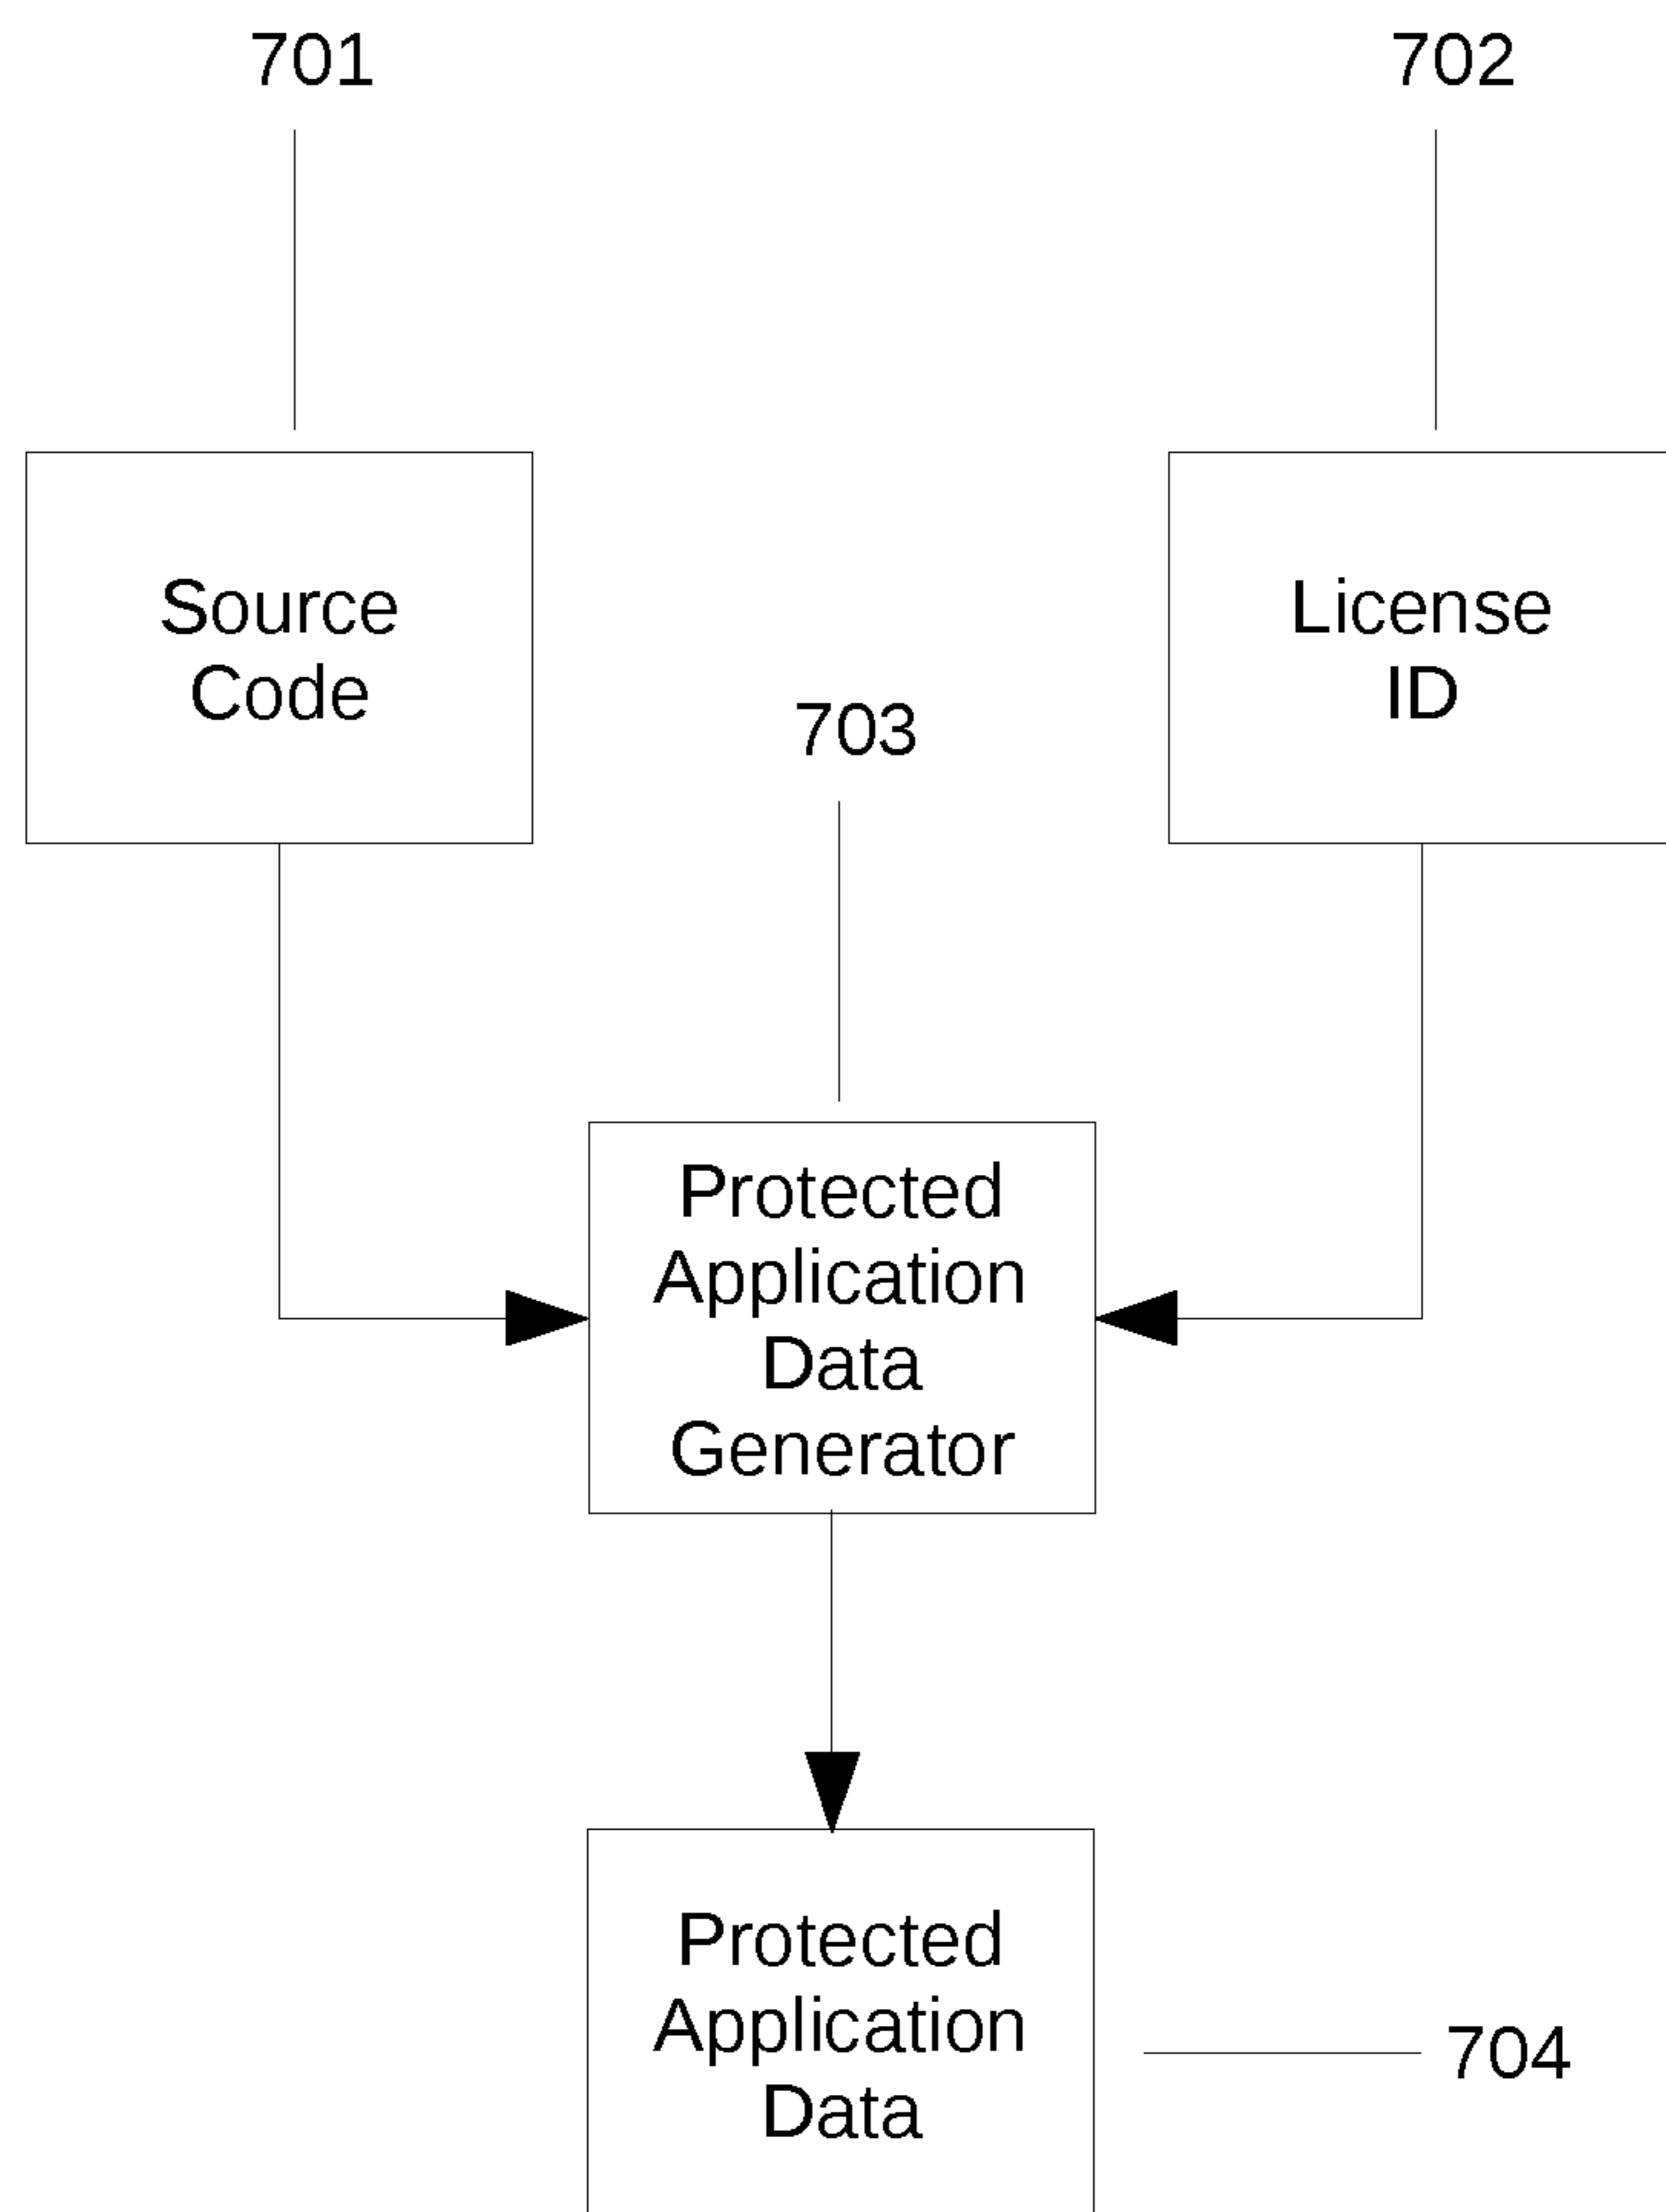 701
702
Source
Code
License
ID
703
Protected
Application
Data
Generator
Protected
Application
Data
704